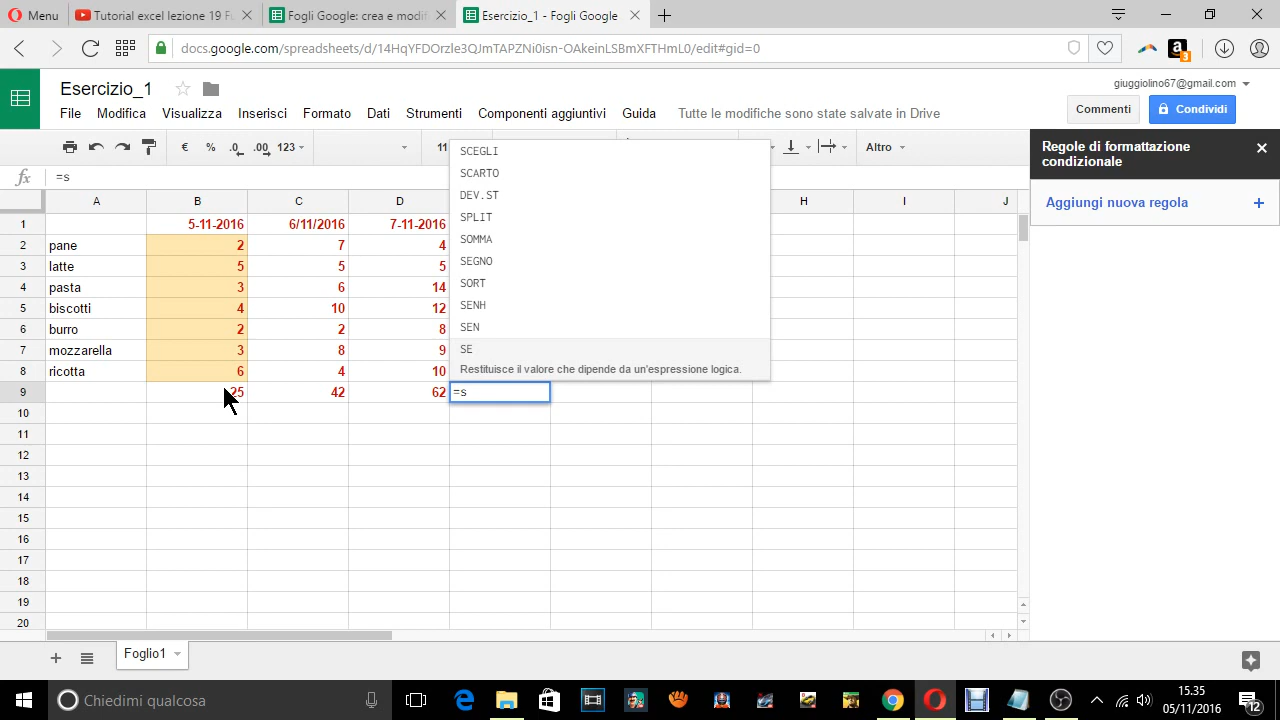 Menu
Tutorial excel lezione 19 Fu
Fogli Google: crea e modif
Esercizio_1 - Fogli Google
docs.google.com/spreadsheets/d/14HqYFDOrzIe3QJmTAPZNi0isn-OAkemLSBmXFTHmL0/edit#gid=0
3
Esercizio_1
giuggiolino67@gmail.com
File Modifica Visualizza Inserisci Formato Dati Strumenti Componenti aggiuntivi Guida Tutte le modifiche sono state salvate in Drive
Commenti
Condividi
€ % .0 .00 123 11 Altro
Regole di formattazione
condizionale
fx =s
Aggiungi nuova regola
SCEGLI
SCARTO
DEV.ST
SPLIT
SOMMA
SEGNO
SORT
SENH
SEN
SE
Restituisce il valore che dipende da un'espressione logica.
A B C D H I J
1 5-11-2016 6/11/2016 7-11-2016
2 pane 2 7 4
3 latte 5 5 5
4 pasta 3 6 14
5 biscotti 4 10 12
6 burro 2 2 8
7 mozzarella 3 8 9
8 ricotta 6 4 10
9 25 42 62 =s
10
11
12
13
14
15
16
17
18
19
20
Foglio1
Chiedimi qualcosa
15.35
05/11/2016
12